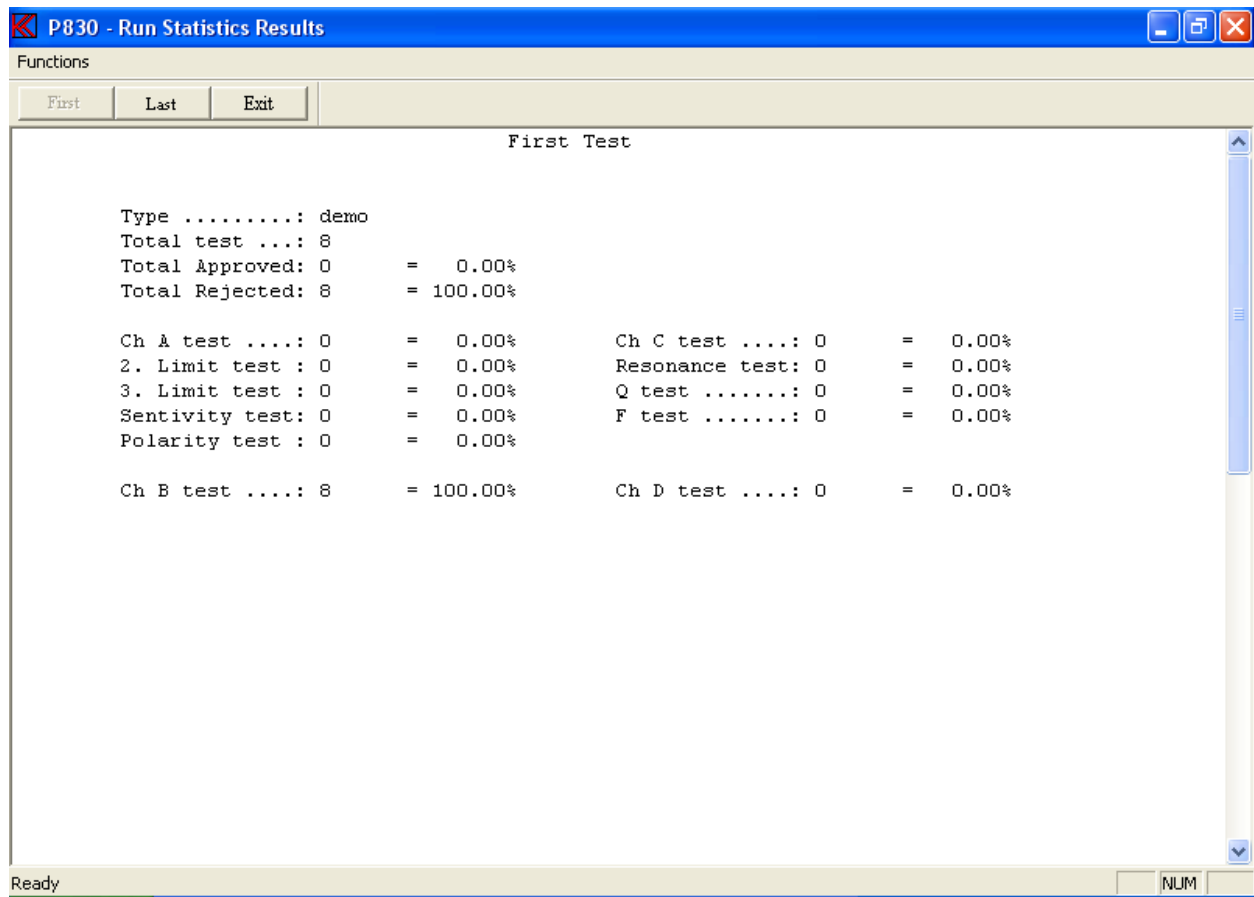 P830 - Run Statistics Results
Functions
First Last Exit
First Test
Type .........: demo
Total test ...: 8
Total Approved: 0 = 0.00%
Total Rejected: 8 = 100.00%
Ch A test ....: 0 = 0.00% Ch C test ....: 0 = 0.00%
2. Limit test : 0 = 0.00% Resonance test: 0 = 0.00%
3. Limit test : 0 = 0.00% Q test .......: 0 = 0.00%
Sentivity test: 0 = 0.00% F test .......: 0 = 0.00%
Polarity test : 0 = 0.00%
Ch B test ....: 8 = 100.00% Ch D test ....: 0 = 0.00%
Ready NUM